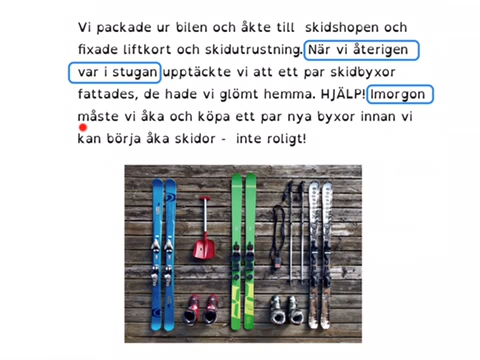 Vi packade ur bilen och åkte till skidshopen och
fixade liftkort och skidutrustning. När vi återigen
var i stugan upptäckte vi att ett par skidbyxor
fattades, de hade vi glömt hemma. HJÄLP! Imorgon
måste vi åka och köpa ett par nya byxor innan vi
kan börja åka skidor - inte roligt!